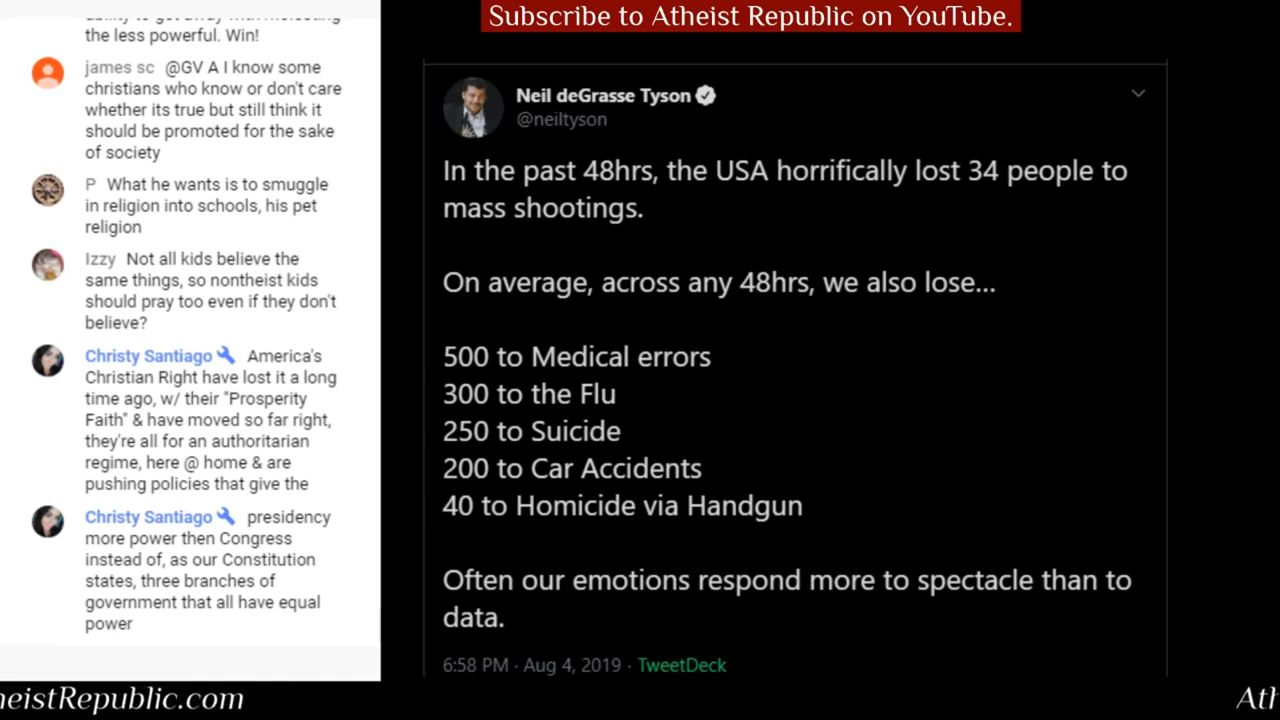 Subscribe to Atheist Republic on YouTube.
the less powerful. Win!
james sc @GV A I know some
christians who know or don't care
whether its true but still think it
should be promoted for the sake
of society
P What he wants is to smuggle
in religion into schools, his pet
religion
Izzy Not all kids believe the
same things, so nontheist kids
should pray too even if they don't
believe?
Christy Santiago America's
Christian Right have lost it a long
time ago, w/ their "Prosperity
Faith" & have moved so far right,
they're all for an authoritarian
regime, here @ home & are
pushing policies that give the
Christy Santiago presidency
more power then Congress
instead of, as our Constitution
states, three branches of
government that all have equal
power
Neil deGrasse Tyson
@neiltyson
In the past 48hrs, the USA horrifically lost 34 people to
mass shootings.
On average, across any 48hrs, we also lose...
500 to Medical errors
300 to the Flu
250 to Suicide
200 to Car Accidents
40 to Homicide via Handgun
Often our emotions respond more to spectacle than to
data.
6:58 PM · Aug 4, 2019 · TweetDeck
heistRepublic.com
Ath